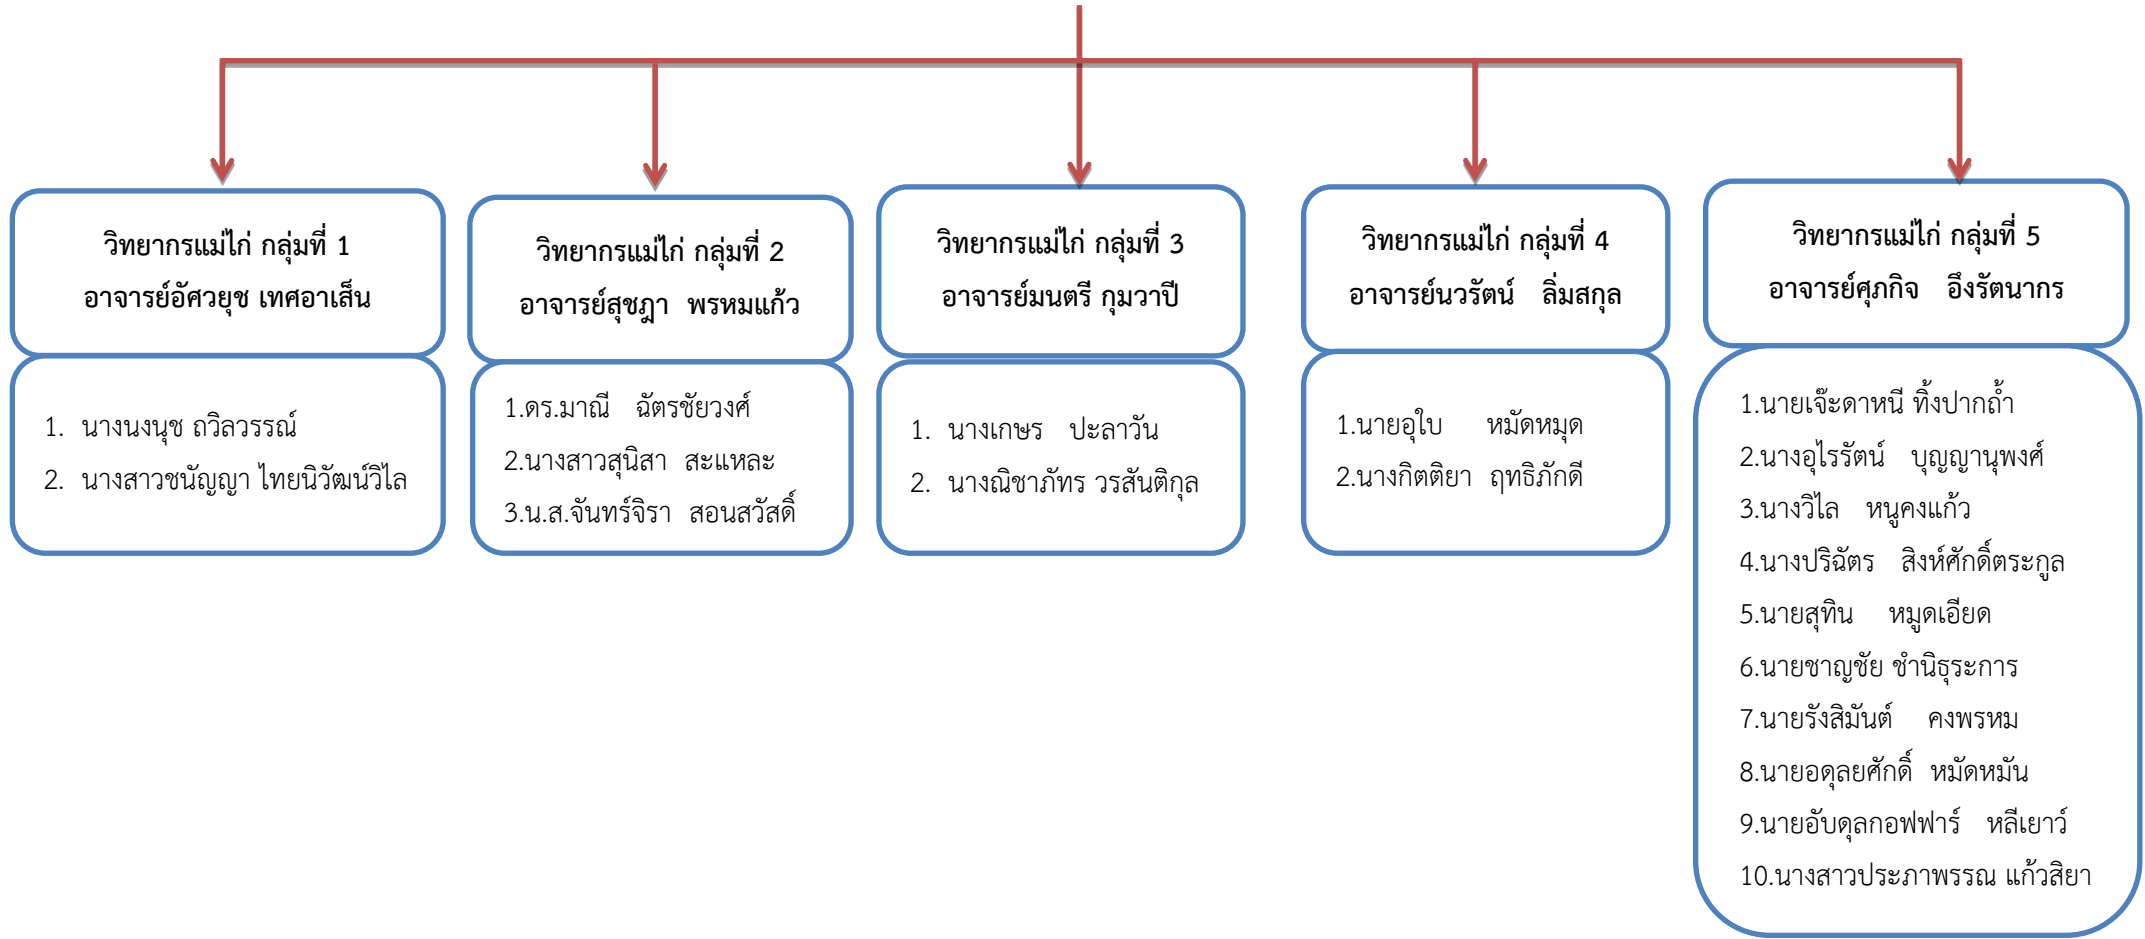 วิทยากรแม่ไก่ กลุ่มที่ 1
อาจารย์อัศวยุช เทศอาเส็น
1. นางนงนุช ถวิลวรรณ์
2. นางสาวชนัญญา ไทยนิวัฒน์วิไล
วิทยากรแม่ไก่ กลุ่มที่ 2
อาจารย์สุชฎา พรหมแก้ว
1.ดร.มาณี ฉัตรชัยวงศ์
2.นางสาวสุนิสา สะแหละ
3.น.ส.จันทร์จิรา สอนสวัสดิ์
วิทยากรแม่ไก่ กลุ่มที่ 3
อาจารย์มนตรี กุมวาปี
1. นางเกษร ปะลาวัน
2. นางณิชาภัทร วรสันติกุล
วิทยากรแม่ไก่ กลุ่มที่ 4
อาจารย์นวรัตน์ ลิ่มสกุล
1.นายอุใบ หมัดหมุด
2.นางกิตติยา ฤทธิภักดี
วิทยากรแม่ไก่ กลุ่มที่ 5
อาจารย์ศุภกิจ อึงรัตนากร
1.นายเจ๊ะดาหนี ทิ้งปากถ้ำ
2.นางอุไรรัตน์ บุญญานุพงศ์
3.นางวิไล หนูคงแก้ว
4.นางปริฉัตร สิงห์ศักดิ์ตระกูล
5.นายสุทิน หมูดเอียด
6.นายชาญชัย ชำนิธุระการ
7.นายรังสิมันต์ คงพรหม
8.นายอดุลยศักดิ์ หมัดหมัน
9.นายอับดุลกอฟฟาร์ หลีเยาว์
10.นางสาวประภาพรรณ แก้วสิยา